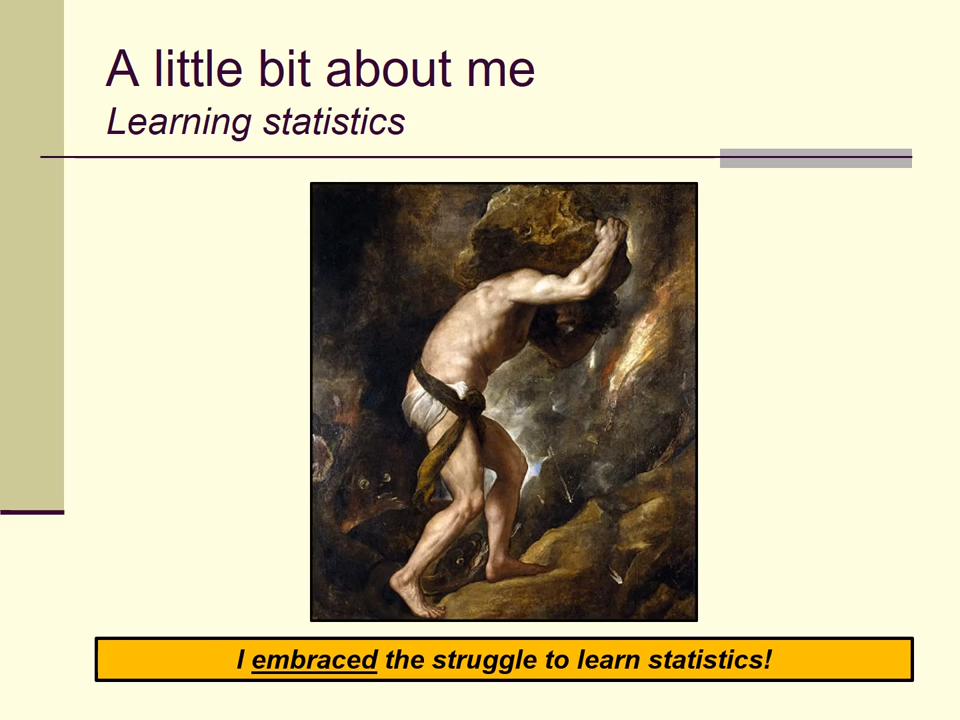 A little bit about me
Learning statistics
I embraced the struggle to learn statistics!